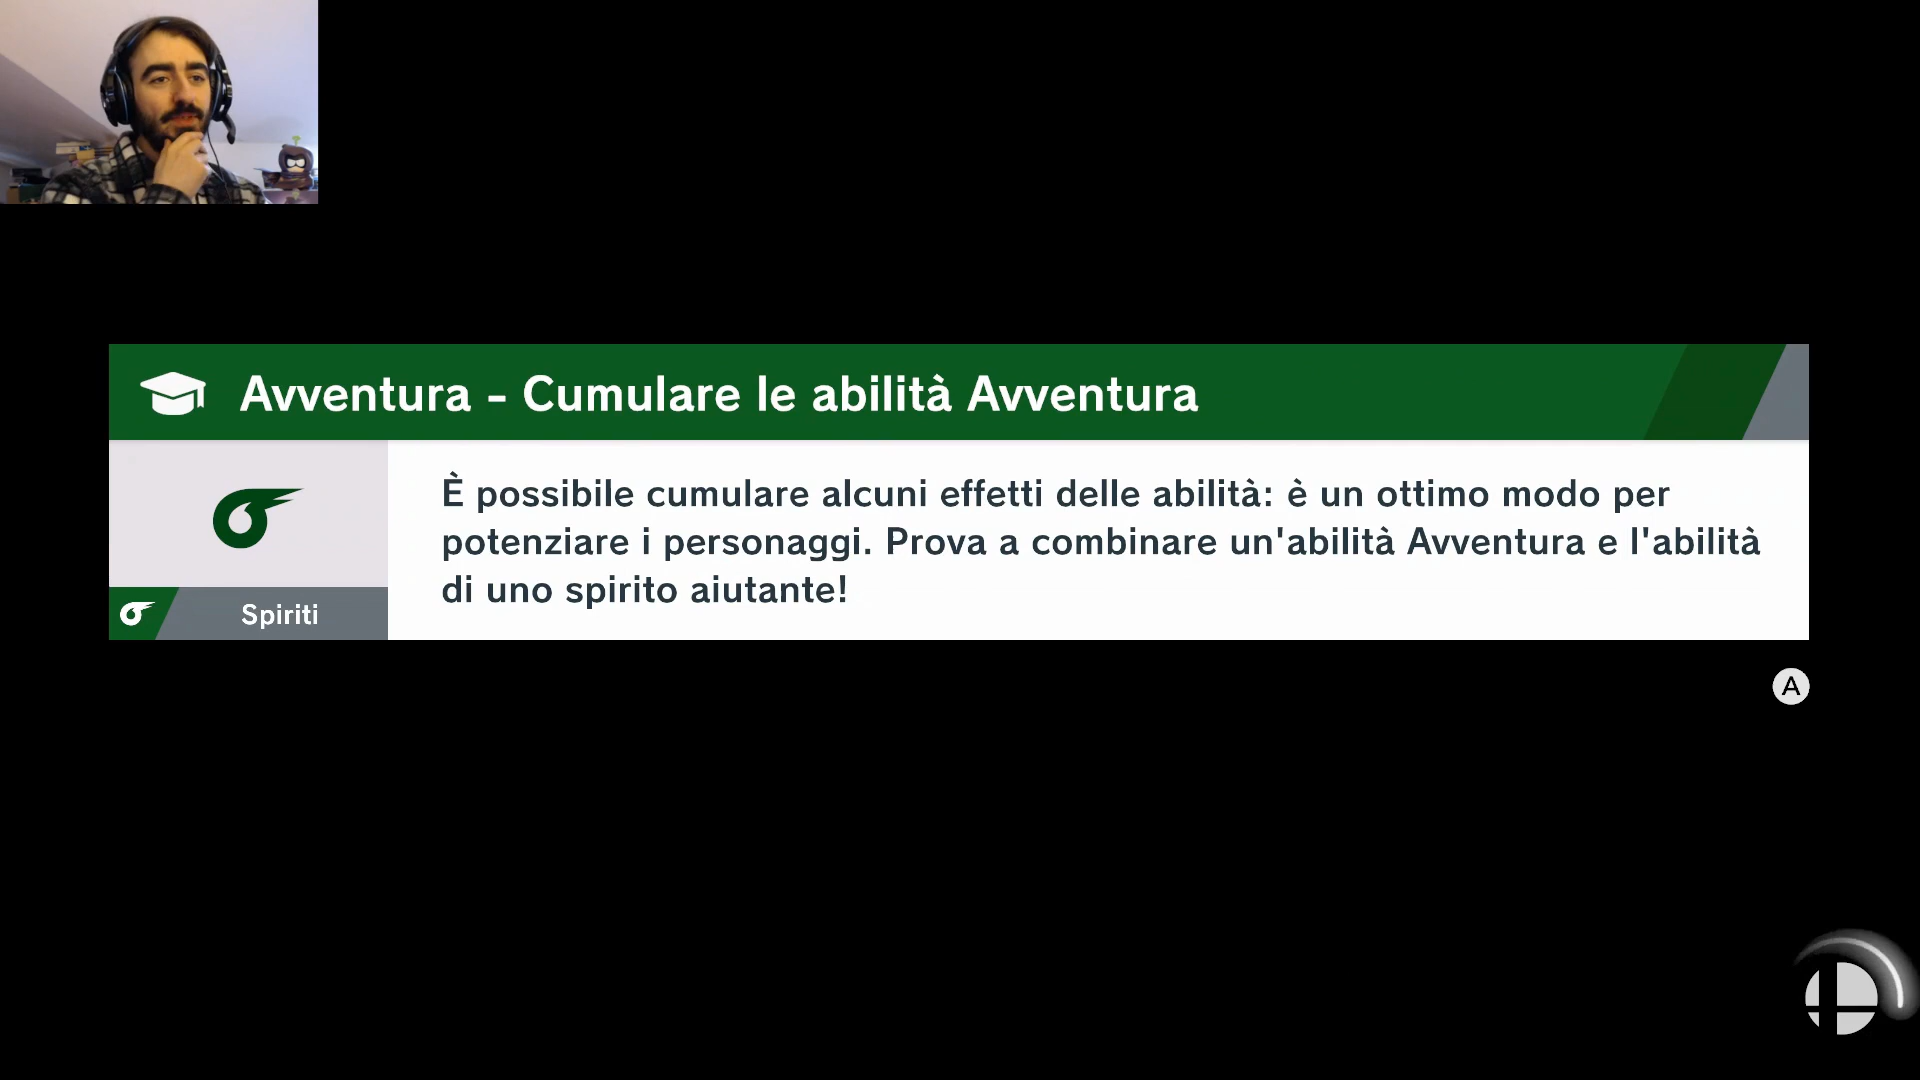 Avventura – Cumulare le abilità Avventura
È possibile cumulare alcuni effetti delle abilità: è un ottimo modo per
potenziare i personaggi. Prova a combinare un'abilità Avventura e l'abilità
di uno spirito aiutante!
Spiriti
A